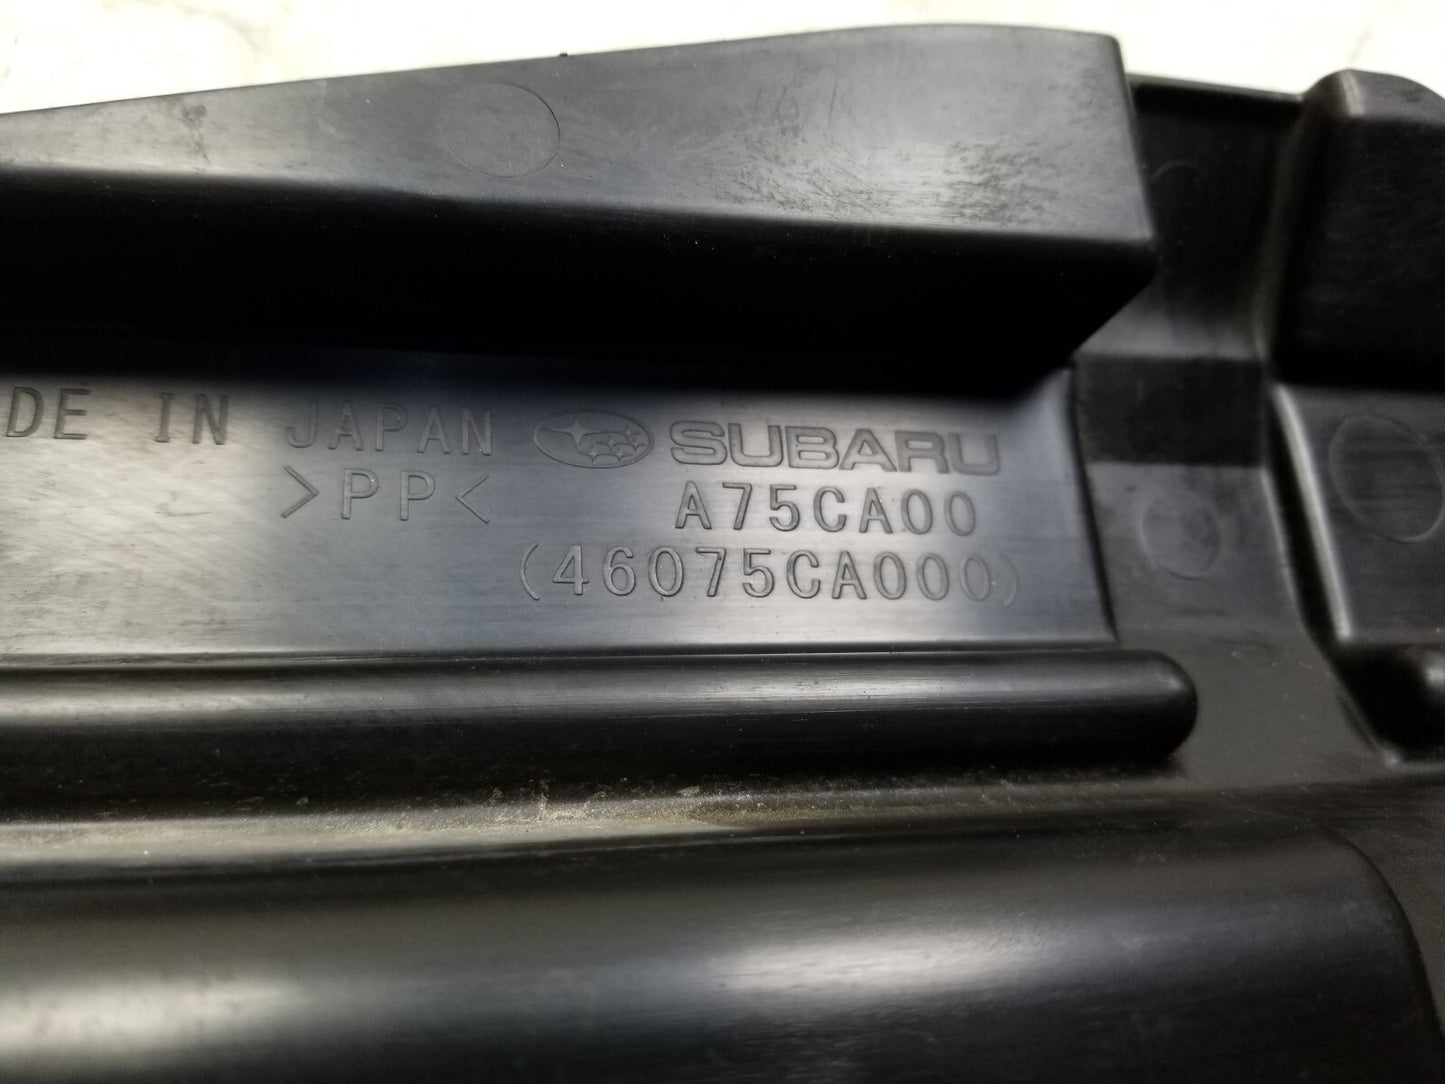 DE IN JAPAN SUBARU
>PP< A75CA00
(46075CA000)